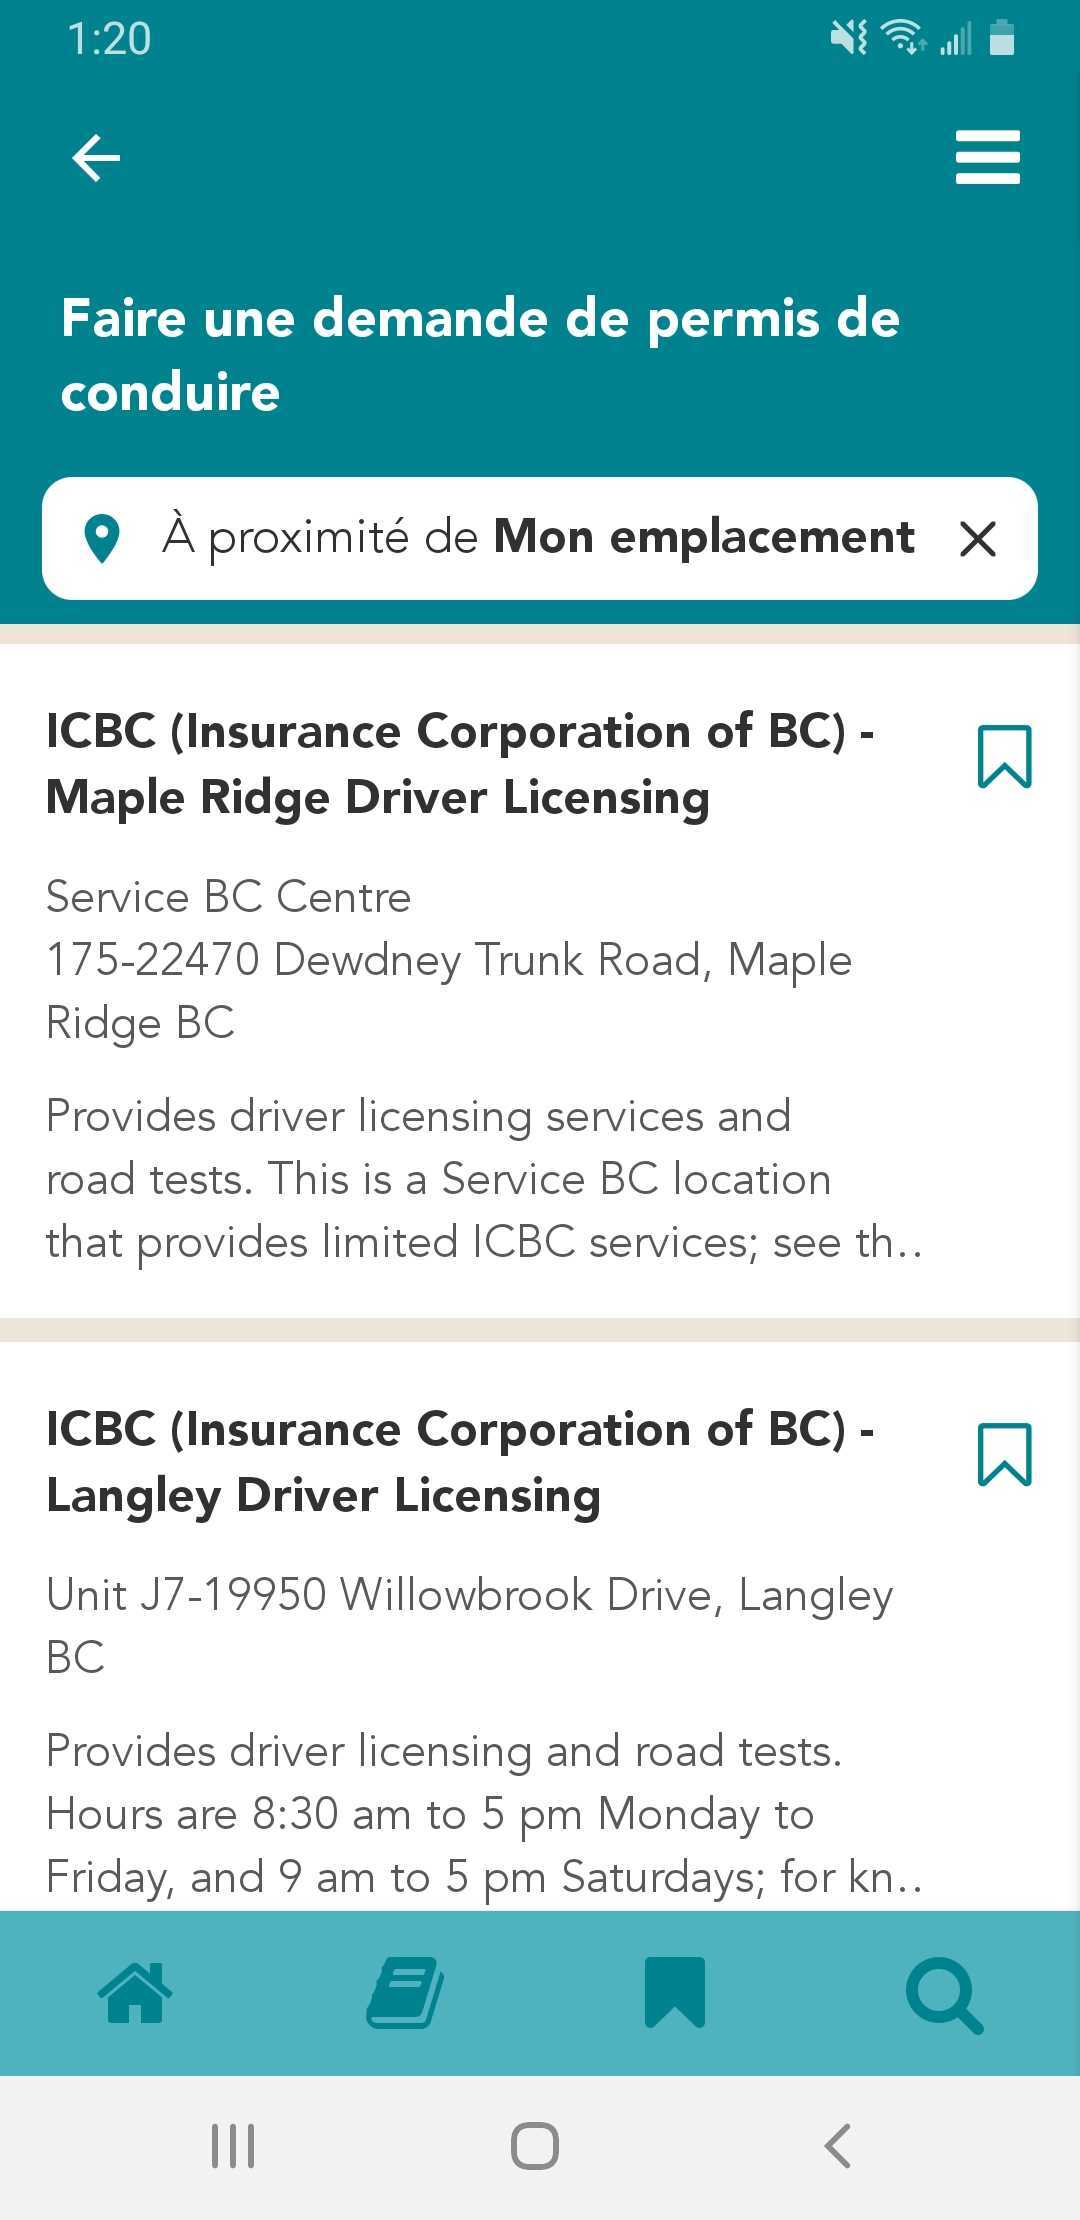 1:20
Faire une demande de permis de
conduire
À proximité de Mon emplacement
ICBC (Insurance Corporation of BC) -
Maple Ridge Driver Licensing
Service BC Centre
175-22470 Dewdney Trunk Road, Maple
Ridge BC
Provides driver licensing services and
road tests. This is a Service BC location
that provides limited ICBC services; see th..
ICBC (Insurance Corporation of BC) -
Langley Driver Licensing
Unit J7-19950 Willowbrook Drive, Langley
BC
Provides driver licensing and road tests.
Hours are 8:30 am to 5 pm Monday to
Friday, and 9 am to 5 pm Saturdays; for kn..